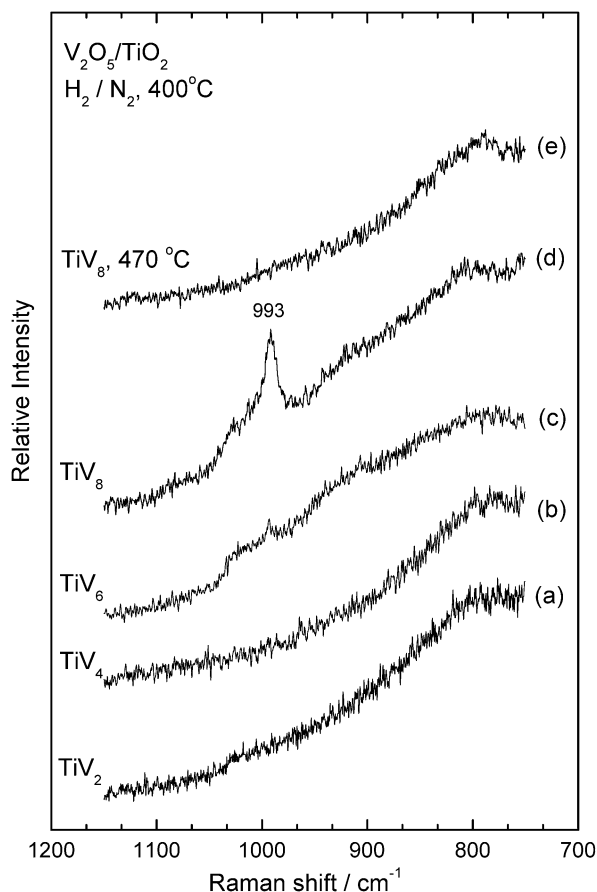 V₂O₅/TiO₂
H₂ / N₂, 400°C
(e)
TiV₈, 470 °C
(d)
993
TiV₈
(c)
TiV₆
(b)
TiV₄
(a)
TiV₂
Relative Intensity
1200 1100 1000 900 800 700
Raman shift / cm⁻¹